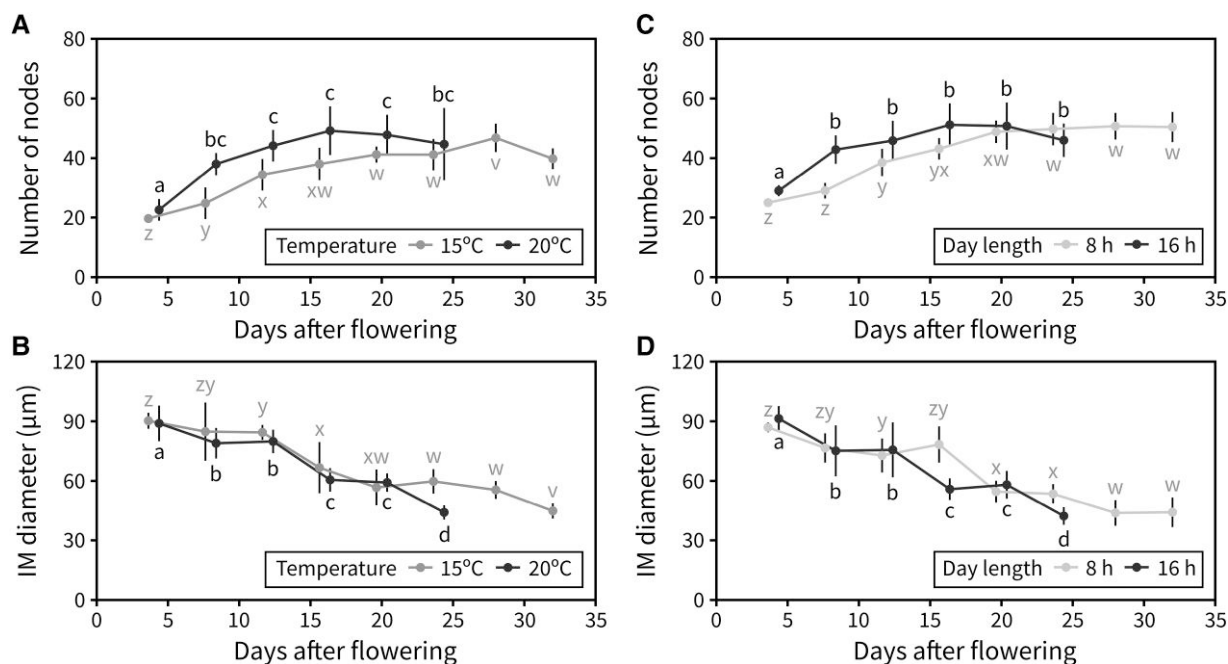 A
Number of nodes
80
60
40
20
0
c
c
bc
c
bc
a
z
y
x
xw
w
w
v
w
Temperature 15ºC 20ºC
0 5 10 15 20 25 30 35
Days after flowering
C
Number of nodes
80
60
40
20
0
b
b
b
b
b
a
z
z
y
yx
xw
w
w
w
Day length 8 h 16 h
0 5 10 15 20 25 30 35
Days after flowering
B
IM diameter (µm)
120
90
60
30
0
z
zy
y
x
xw
w
w
v
a
b
b
c
c
d
Temperature 15ºC 20ºC
0 5 10 15 20 25 30 35
Days after flowering
D
IM diameter (µm)
120
90
60
30
0
z
zy
y
zy
x
x
w
w
a
b
b
c
c
d
Day length 8 h 16 h
0 5 10 15 20 25 30 35
Days after flowering